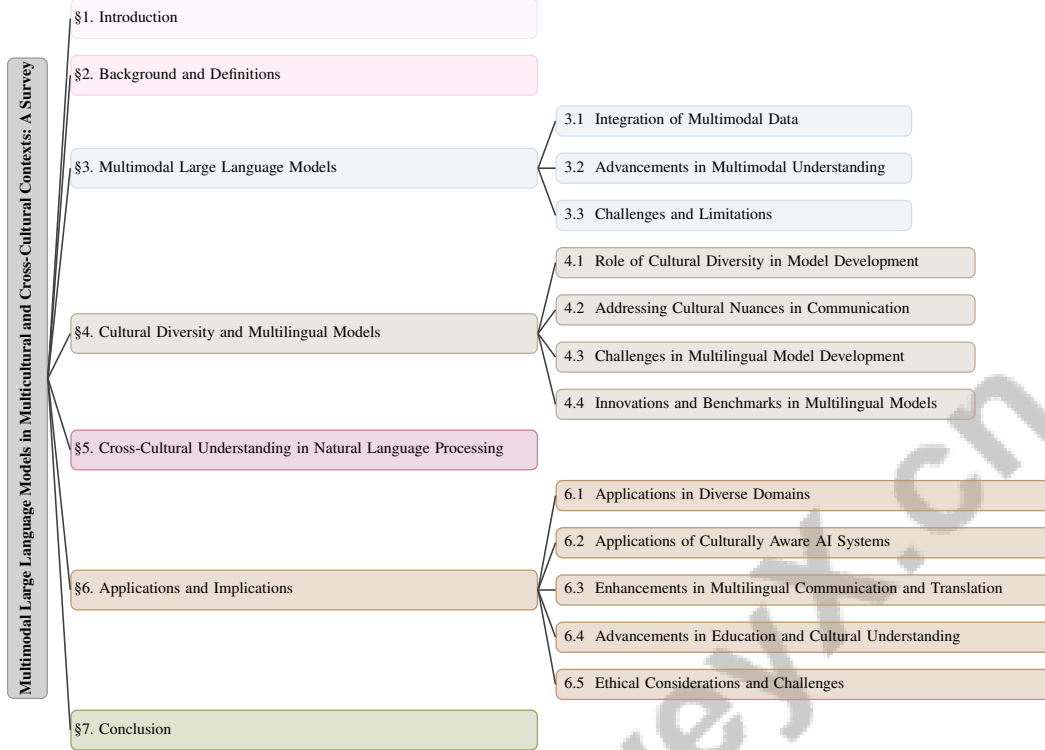 Multimodal Large Language Models in Multicultural and Cross-Cultural Contexts: A Survey
§1. Introduction
§2. Background and Definitions
§3. Multimodal Large Language Models
3.1 Integration of Multimodal Data
3.2 Advancements in Multimodal Understanding
3.3 Challenges and Limitations
§4. Cultural Diversity and Multilingual Models
4.1 Role of Cultural Diversity in Model Development
4.2 Addressing Cultural Nuances in Communication
4.3 Challenges in Multilingual Model Development
4.4 Innovations and Benchmarks in Multilingual Models
§5. Cross-Cultural Understanding in Natural Language Processing
§6. Applications and Implications
6.1 Applications in Diverse Domains
6.2 Applications of Culturally Aware AI Systems
6.3 Enhancements in Multilingual Communication and Translation
6.4 Advancements in Education and Cultural Understanding
6.5 Ethical Considerations and Challenges
§7. Conclusion
eyx.cn